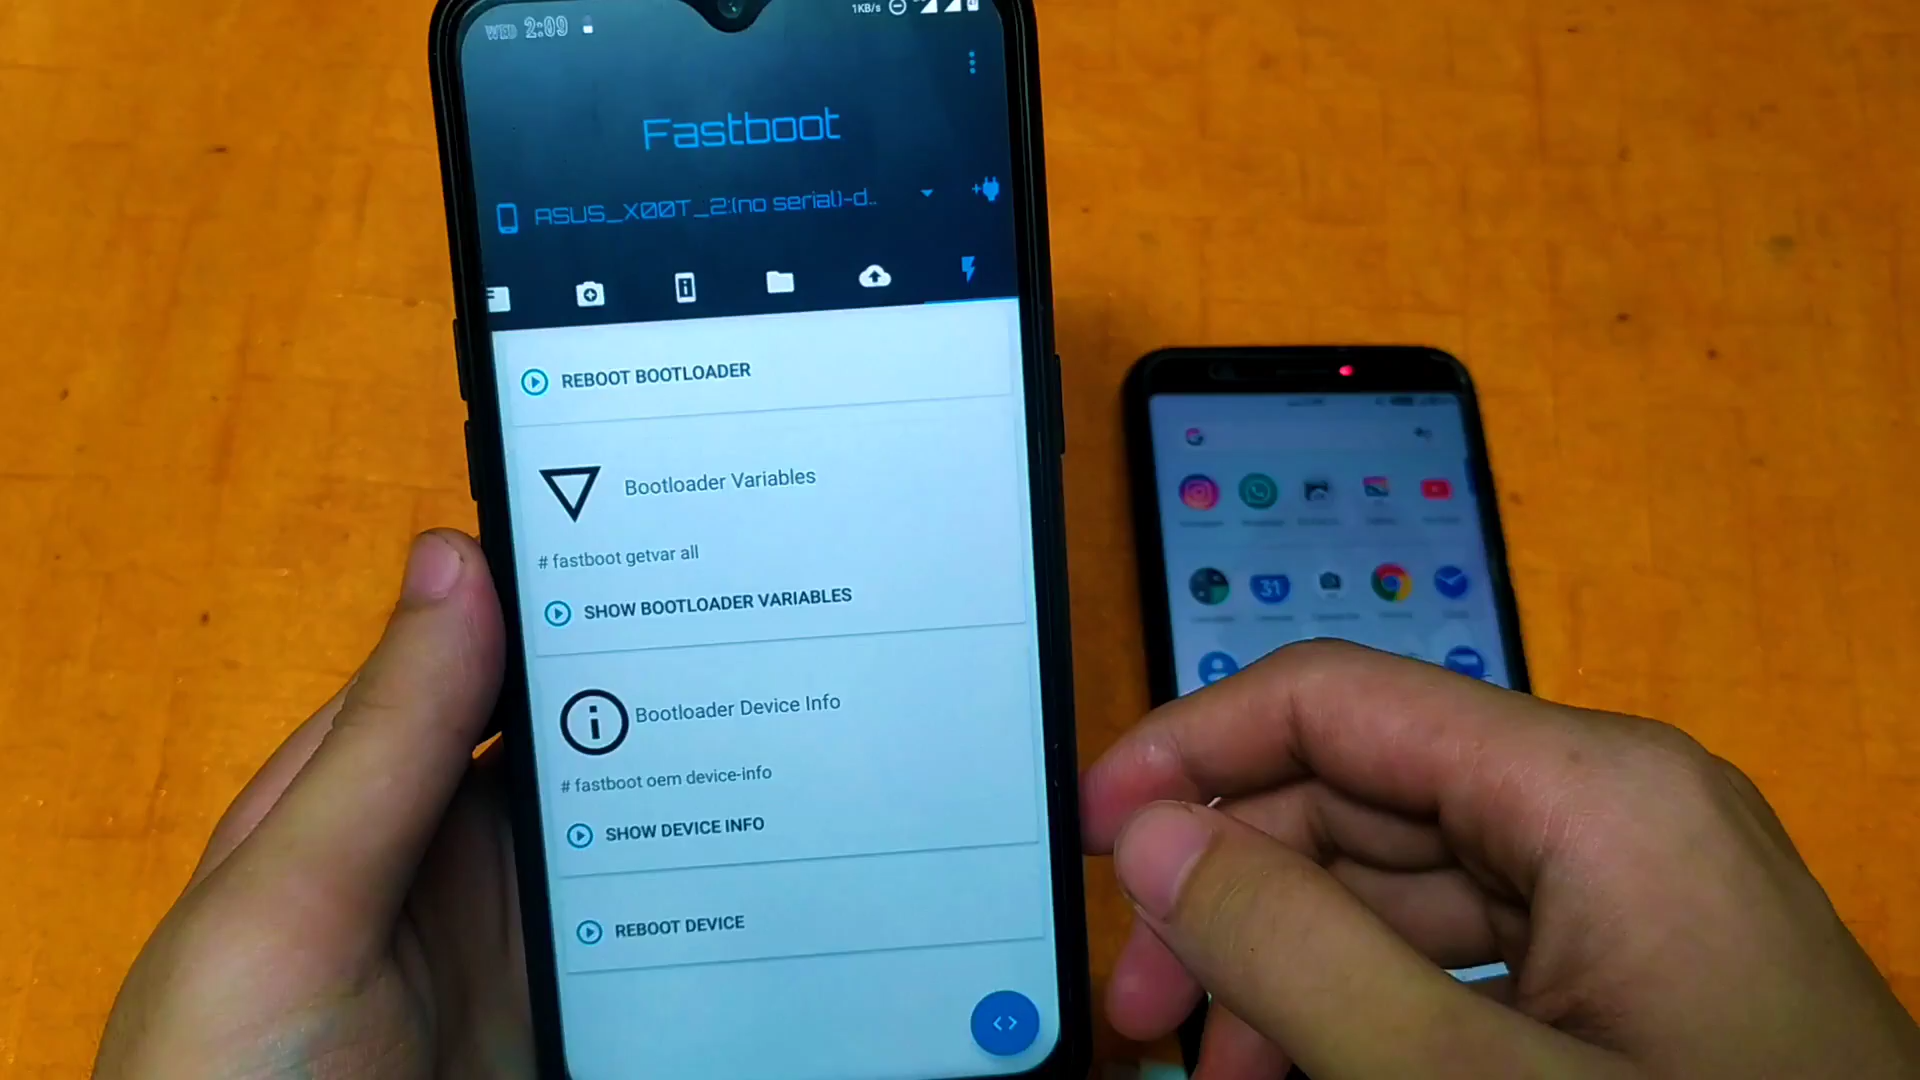 WED 2:09
1KB/s
Fastboot
ASUS_X00T_2:(no serial)-d..
REBOOT BOOTLOADER
Bootloader Variables
# fastboot getvar all
SHOW BOOTLOADER VARIABLES
Bootloader Device Info
# fastboot oem device-info
SHOW DEVICE INFO
REBOOT DEVICE
31